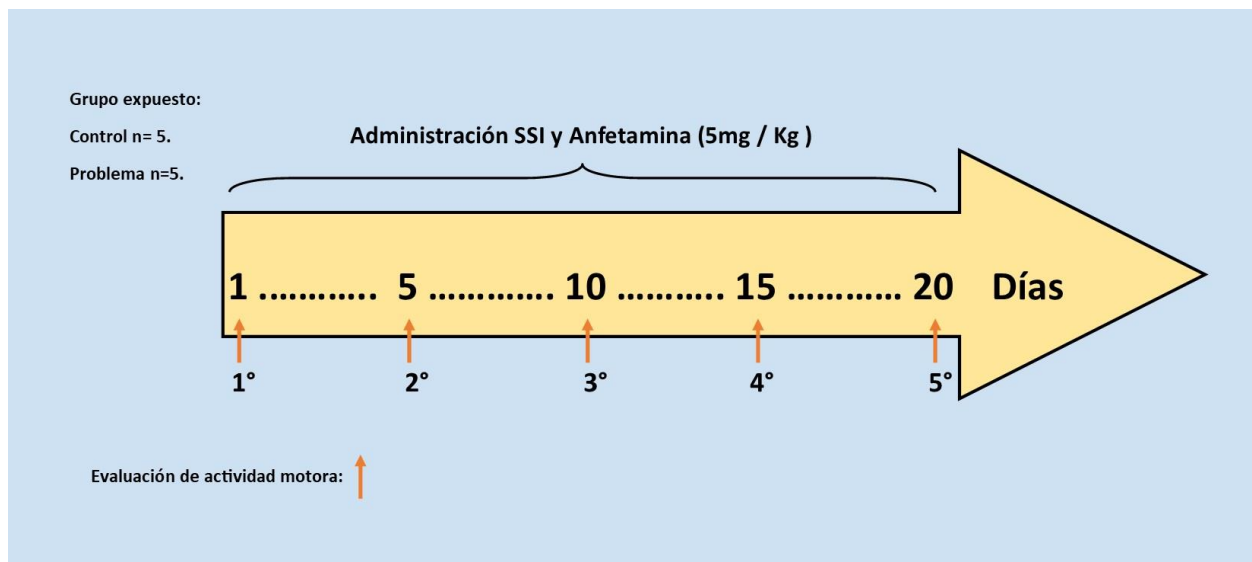 Grupo expuesto:
Control n= 5.
Problema n=5.
Administración SSI y Anfetamina (5mg / Kg )
1 ………… 5 …………. 10 ……….. 15 ………… 20 Días
1° 2° 3° 4° 5°
Evaluación de actividad motora: